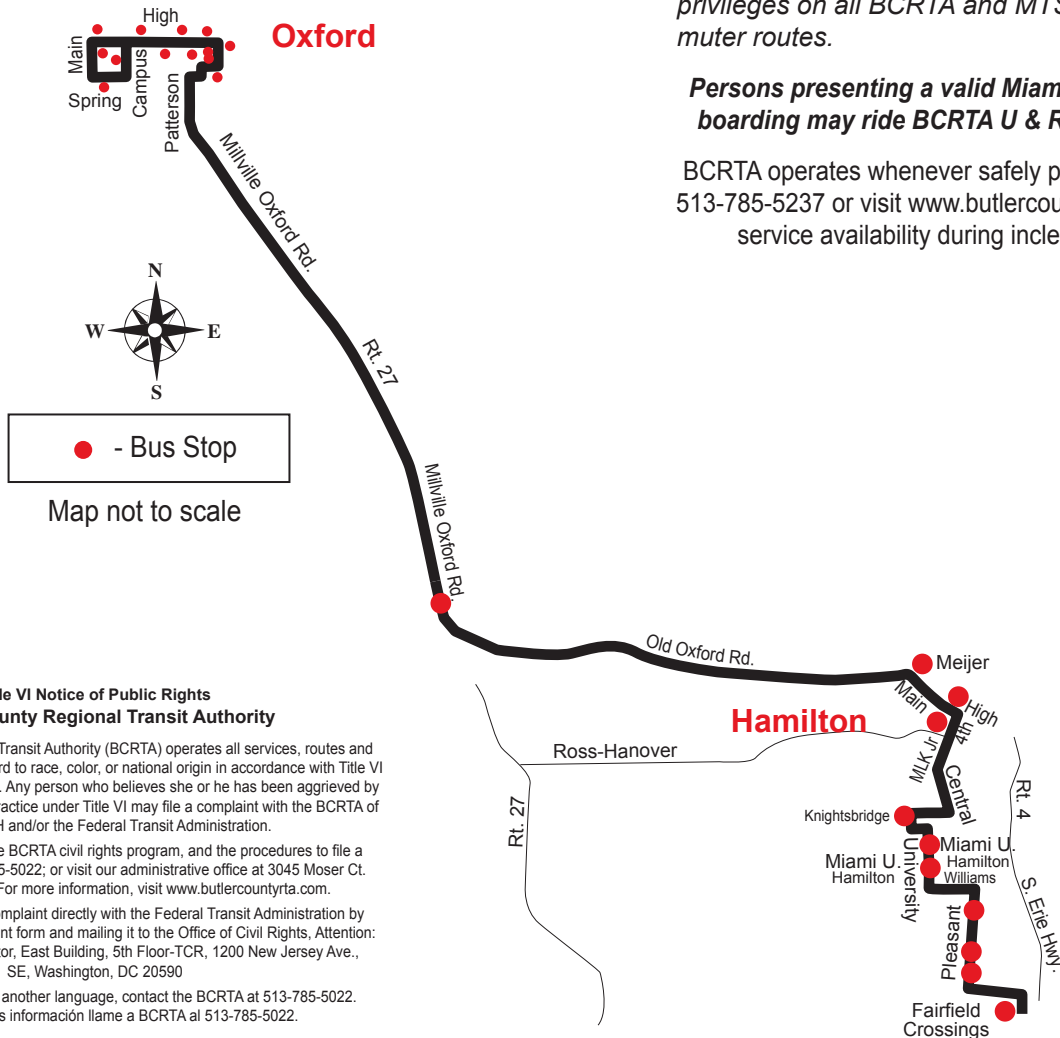 privileges on all BCRTA and MTS
muter routes.
Persons presenting a valid Miam
boarding may ride BCRTA U & R
BCRTA operates whenever safely p
513-785-5237 or visit www.butlercou
service availability during incle
High
Oxford
Main
Campus
Spring
Patterson
Millville Oxford Rd.
N
W
E
S
Rt. 27
- Bus Stop
Map not to scale
Millville Oxford Rd.
Old Oxford Rd.
Meijer
Main
High
Hamilton
4th
MLK Jr
Ross-Hanover
Central
Rt. 27
Rt. 4
Knightsbridge
University
Miami U.
Hamilton
Miami U.
Hamilton
Williams
Pleasant
S. Erie Hwy.
Fairfield
Crossings
le VI Notice of Public Rights
unty Regional Transit Authority
Transit Authority (BCRTA) operates all services, routes and
rd to race, color, or national origin in accordance with Title VI
. Any person who believes she or he has been aggrieved by
ractice under Title VI may file a complaint with the BCRTA of
H and/or the Federal Transit Administration.
e BCRTA civil rights program, and the procedures to file a
5-5022; or visit our administrative office at 3045 Moser Ct.
For more information, visit www.butlercountyrta.com.
omplaint directly with the Federal Transit Administration by
nt form and mailing it to the Office of Civil Rights, Attention:
tor, East Building, 5th Floor-TCR, 1200 New Jersey Ave.,
SE, Washington, DC 20590
another language, contact the BCRTA at 513-785-5022.
s información llame a BCRTA al 513-785-5022.